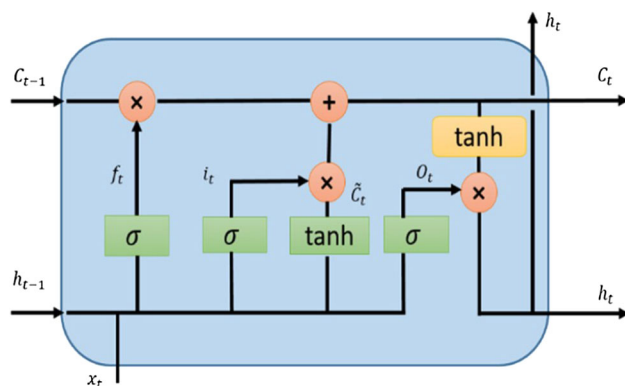 h_t
C_{t-1}
C_t
×
+
tanh
f_t
i_t
×
C̃_t
O_t
×
σ
σ
tanh
σ
h_{t-1}
h_t
x_t